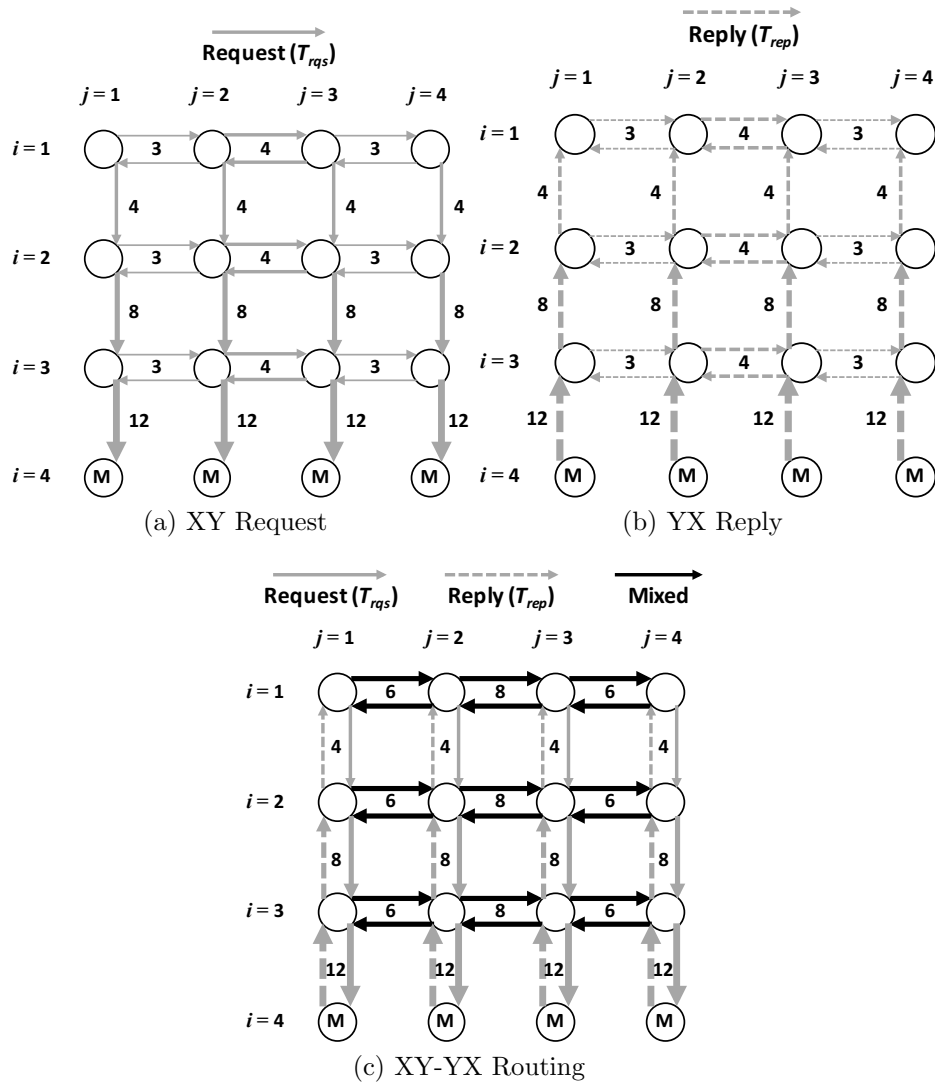 Request (Trqs)
j = 1 j = 2 j = 3 j = 4
i = 1 3 4 3
4 4 4 4
i = 2 3 4 3
8 8 8 8
i = 3 3 4 3
12 12 12 12
i = 4 M M M M
(a) XY Request
Reply (Trep)
j = 1 j = 2 j = 3 j = 4
i = 1 3 4 3
4 4 4 4
i = 2 3 4 3
8 8 8 8
i = 3 3 4 3
12 12 12 12
i = 4 M M M M
(b) YX Reply
Request (Trqs) Reply (Trep) Mixed
j = 1 j = 2 j = 3 j = 4
i = 1 6 8 6
4 4 4 4
i = 2 6 8 6
8 8 8 8
i = 3 6 8 6
12 12 12 12
i = 4 M M M M
(c) XY-YX Routing